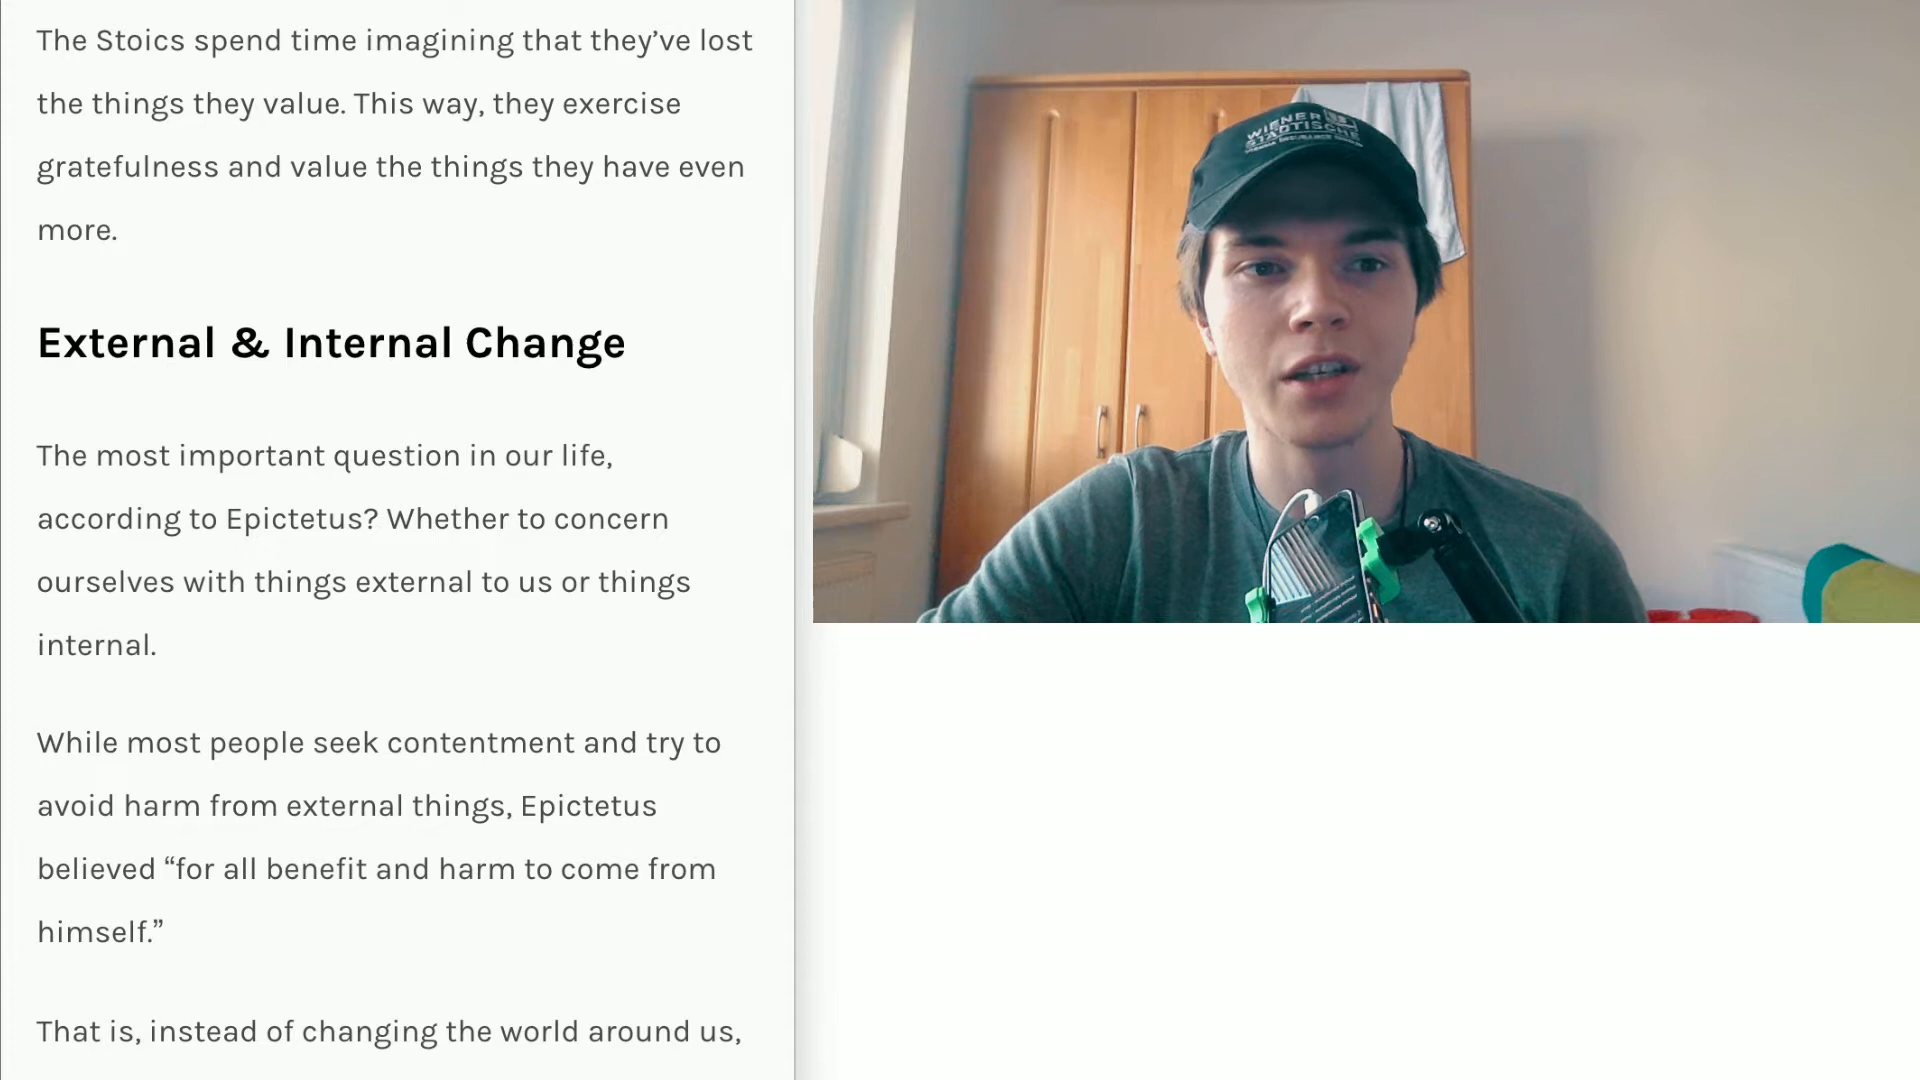 The Stoics spend time imagining that they’ve lost
the things they value. This way, they exercise
gratefulness and value the things they have even
more.
External & Internal Change
The most important question in our life,
according to Epictetus? Whether to concern
ourselves with things external to us or things
internal.
While most people seek contentment and try to
avoid harm from external things, Epictetus
believed “for all benefit and harm to come from
himself.”
That is, instead of changing the world around us,
WIENER
STÄDTISCHE
VIENNA INSURANCE GROUP